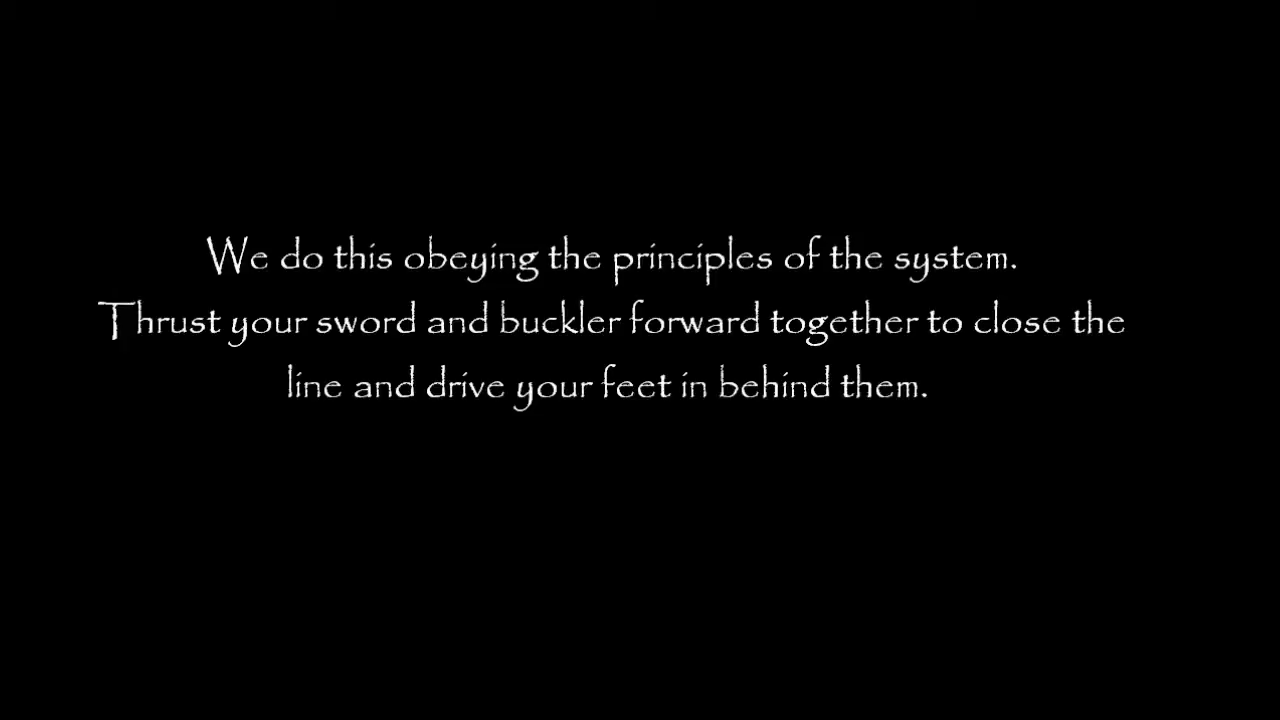 We do this obeying the principles of the system.
Thrust your sword and buckler forward together to close the
line and drive your feet in behind them.